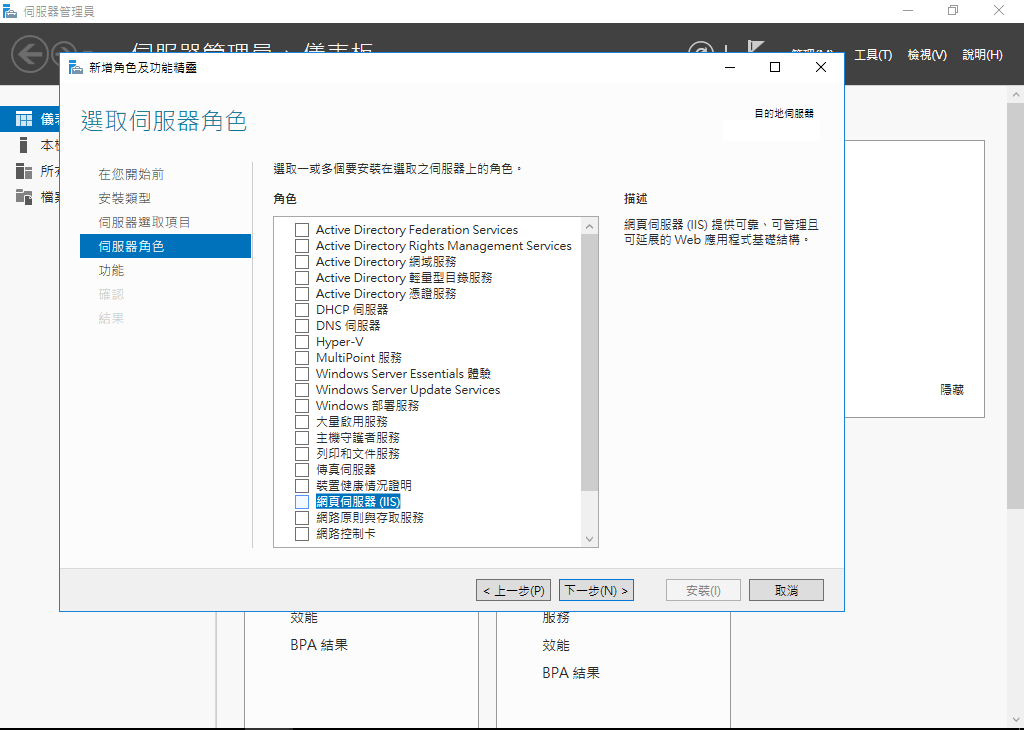 伺服器管理員
伺服器管理員 · 儀表板
管理(M)
工具(T)
檢視(V)
說明(H)
新增角色及功能精靈
選取伺服器角色
目的地伺服器
在您開始前
安裝類型
伺服器選取項目
伺服器角色
功能
確認
結果
選取一或多個要安裝在選取之伺服器上的角色。
角色
Active Directory Federation Services
Active Directory Rights Management Services
Active Directory 網域服務
Active Directory 輕量型目錄服務
Active Directory 憑證服務
DHCP 伺服器
DNS 伺服器
Hyper-V
MultiPoint 服務
Windows Server Essentials 體驗
Windows Server Update Services
Windows 部署服務
大量啟用服務
主機守護者服務
列印和文件服務
傳真伺服器
裝置健康情況證明
網頁伺服器 (IIS)
網路原則與存取服務
網路控制卡
描述
網頁伺服器 (IIS) 提供可靠、可管理且
可延展的 Web 應用程式基礎結構。
< 上一步(P)
下一步(N) >
安裝(I)
取消
隱藏
效能
BPA 結果
服務
效能
BPA 結果